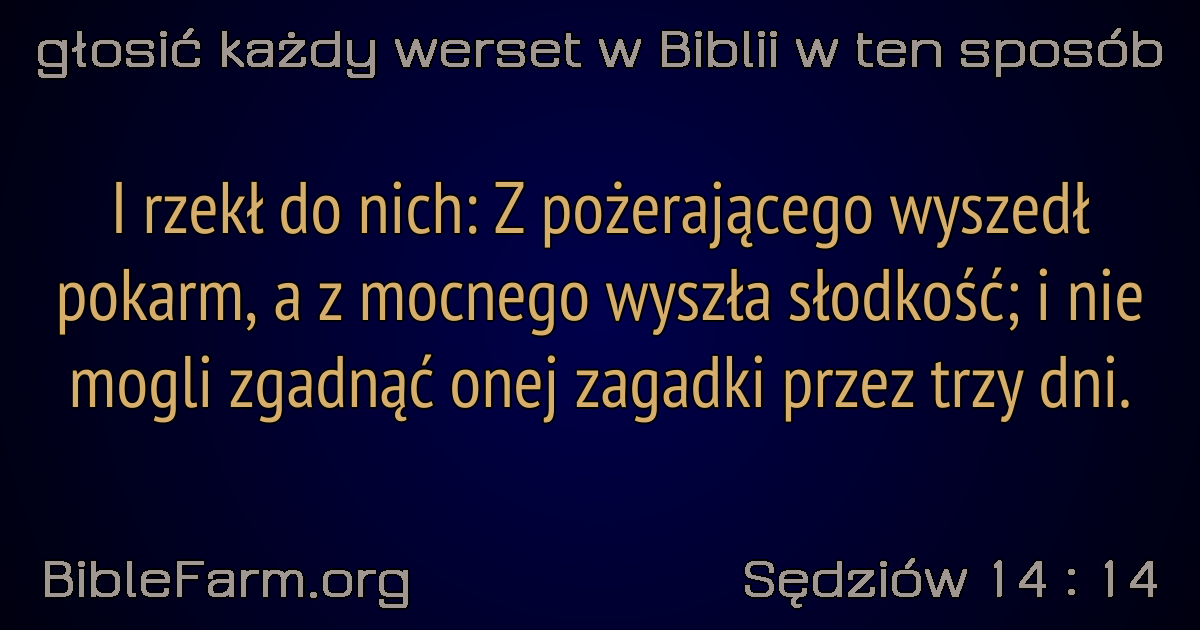 głosić każdy werset w Biblii w ten sposób
I rzekł do nich: Z pożerającego wyszedł
pokarm, a z mocnego wyszła słodkość; i nie
mogli zgadnąć onej zagadki przez trzy dni.
BibleFarm.org
Sędziów 14 : 14